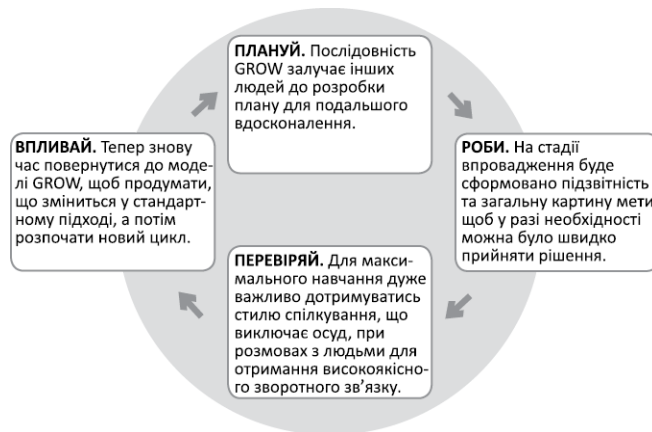 ПЛАНУЙ. Послідовність
GROW залучає інших
людей до розробки
плану для подальшого
вдосконалення.
РОБИ. На стадії
впровадження буде
сформовано підзвітність
та загальну картину мети
щоб у разі необхідності
можна було швидко
прийняти рішення.
ПЕРЕВІРЯЙ. Для макси-
мального навчання дуже
важливо дотримуватись
стилю спілкування, що
виключає осуд, при
розмовах з людьми для
отримання високоякісно-
го зворотного зв’язку.
ВПЛИВАЙ. Тепер знову
час повернутися до моде-
лі GROW, щоб продумати,
що зміниться у стандарт-
ному підході, а потім
розпочати новий цикл.